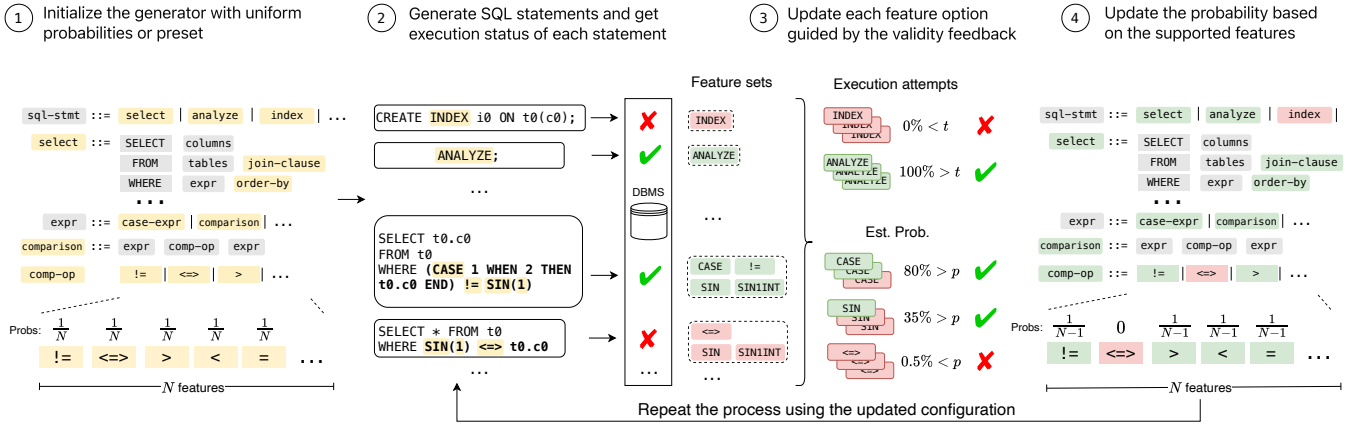 1 Initialize the generator with uniform
probabilities or preset
2 Generate SQL statements and get
execution status of each statement
3 Update each feature option
guided by the validity feedback
4 Update the probability based
on the supported features
sql-stmt ::= select | analyze | index | ...
select ::= SELECT columns
FROM tables join-clause
WHERE expr order-by
...
expr ::= case-expr | comparison | ...
comparison ::= expr comp-op expr
comp-op != | <=> | > | ...
Probs: 1/N 1/N 1/N 1/N 1/N
!= <=> > < = ...
N features
CREATE INDEX i0 ON t0(c0);
ANALYZE;
...
SELECT t0.c0
FROM t0
WHERE (CASE 1 WHEN 2 THEN
t0.c0 END) != SIN(1)
SELECT * FROM t0
WHERE SIN(1) <=> t0.c0
...
✘
✔
DBMS
✔
✘
...
Feature sets
INDEX
ANALYZE
...
CASE !=
SIN SIN1INT
<=>
SIN SIN1INT
...
Execution attempts
INDEX
INDEX
INDEX
0% < t ✘
ANALYZE
ANALYZE
ANALYZE
100% > t ✔
Est. Prob.
CASE
CASE
CASE
80% > p ✔
SIN
SIN
SIN
35% > p ✔
<=>
<=>
<=>
0.5% < p ✘
sql-stmt ::= select | analyze | index | ...
select ::= SELECT columns
FROM tables join-clause
WHERE expr order-by
...
expr ::= case-expr | comparison | ...
comparison ::= expr comp-op expr
comp-op ::= != | <=> | > | ...
Probs: 1/N−1 0 1/N−1 1/N−1 1/N−1
!= <=> > < = ...
N features
Repeat the process using the updated configuration